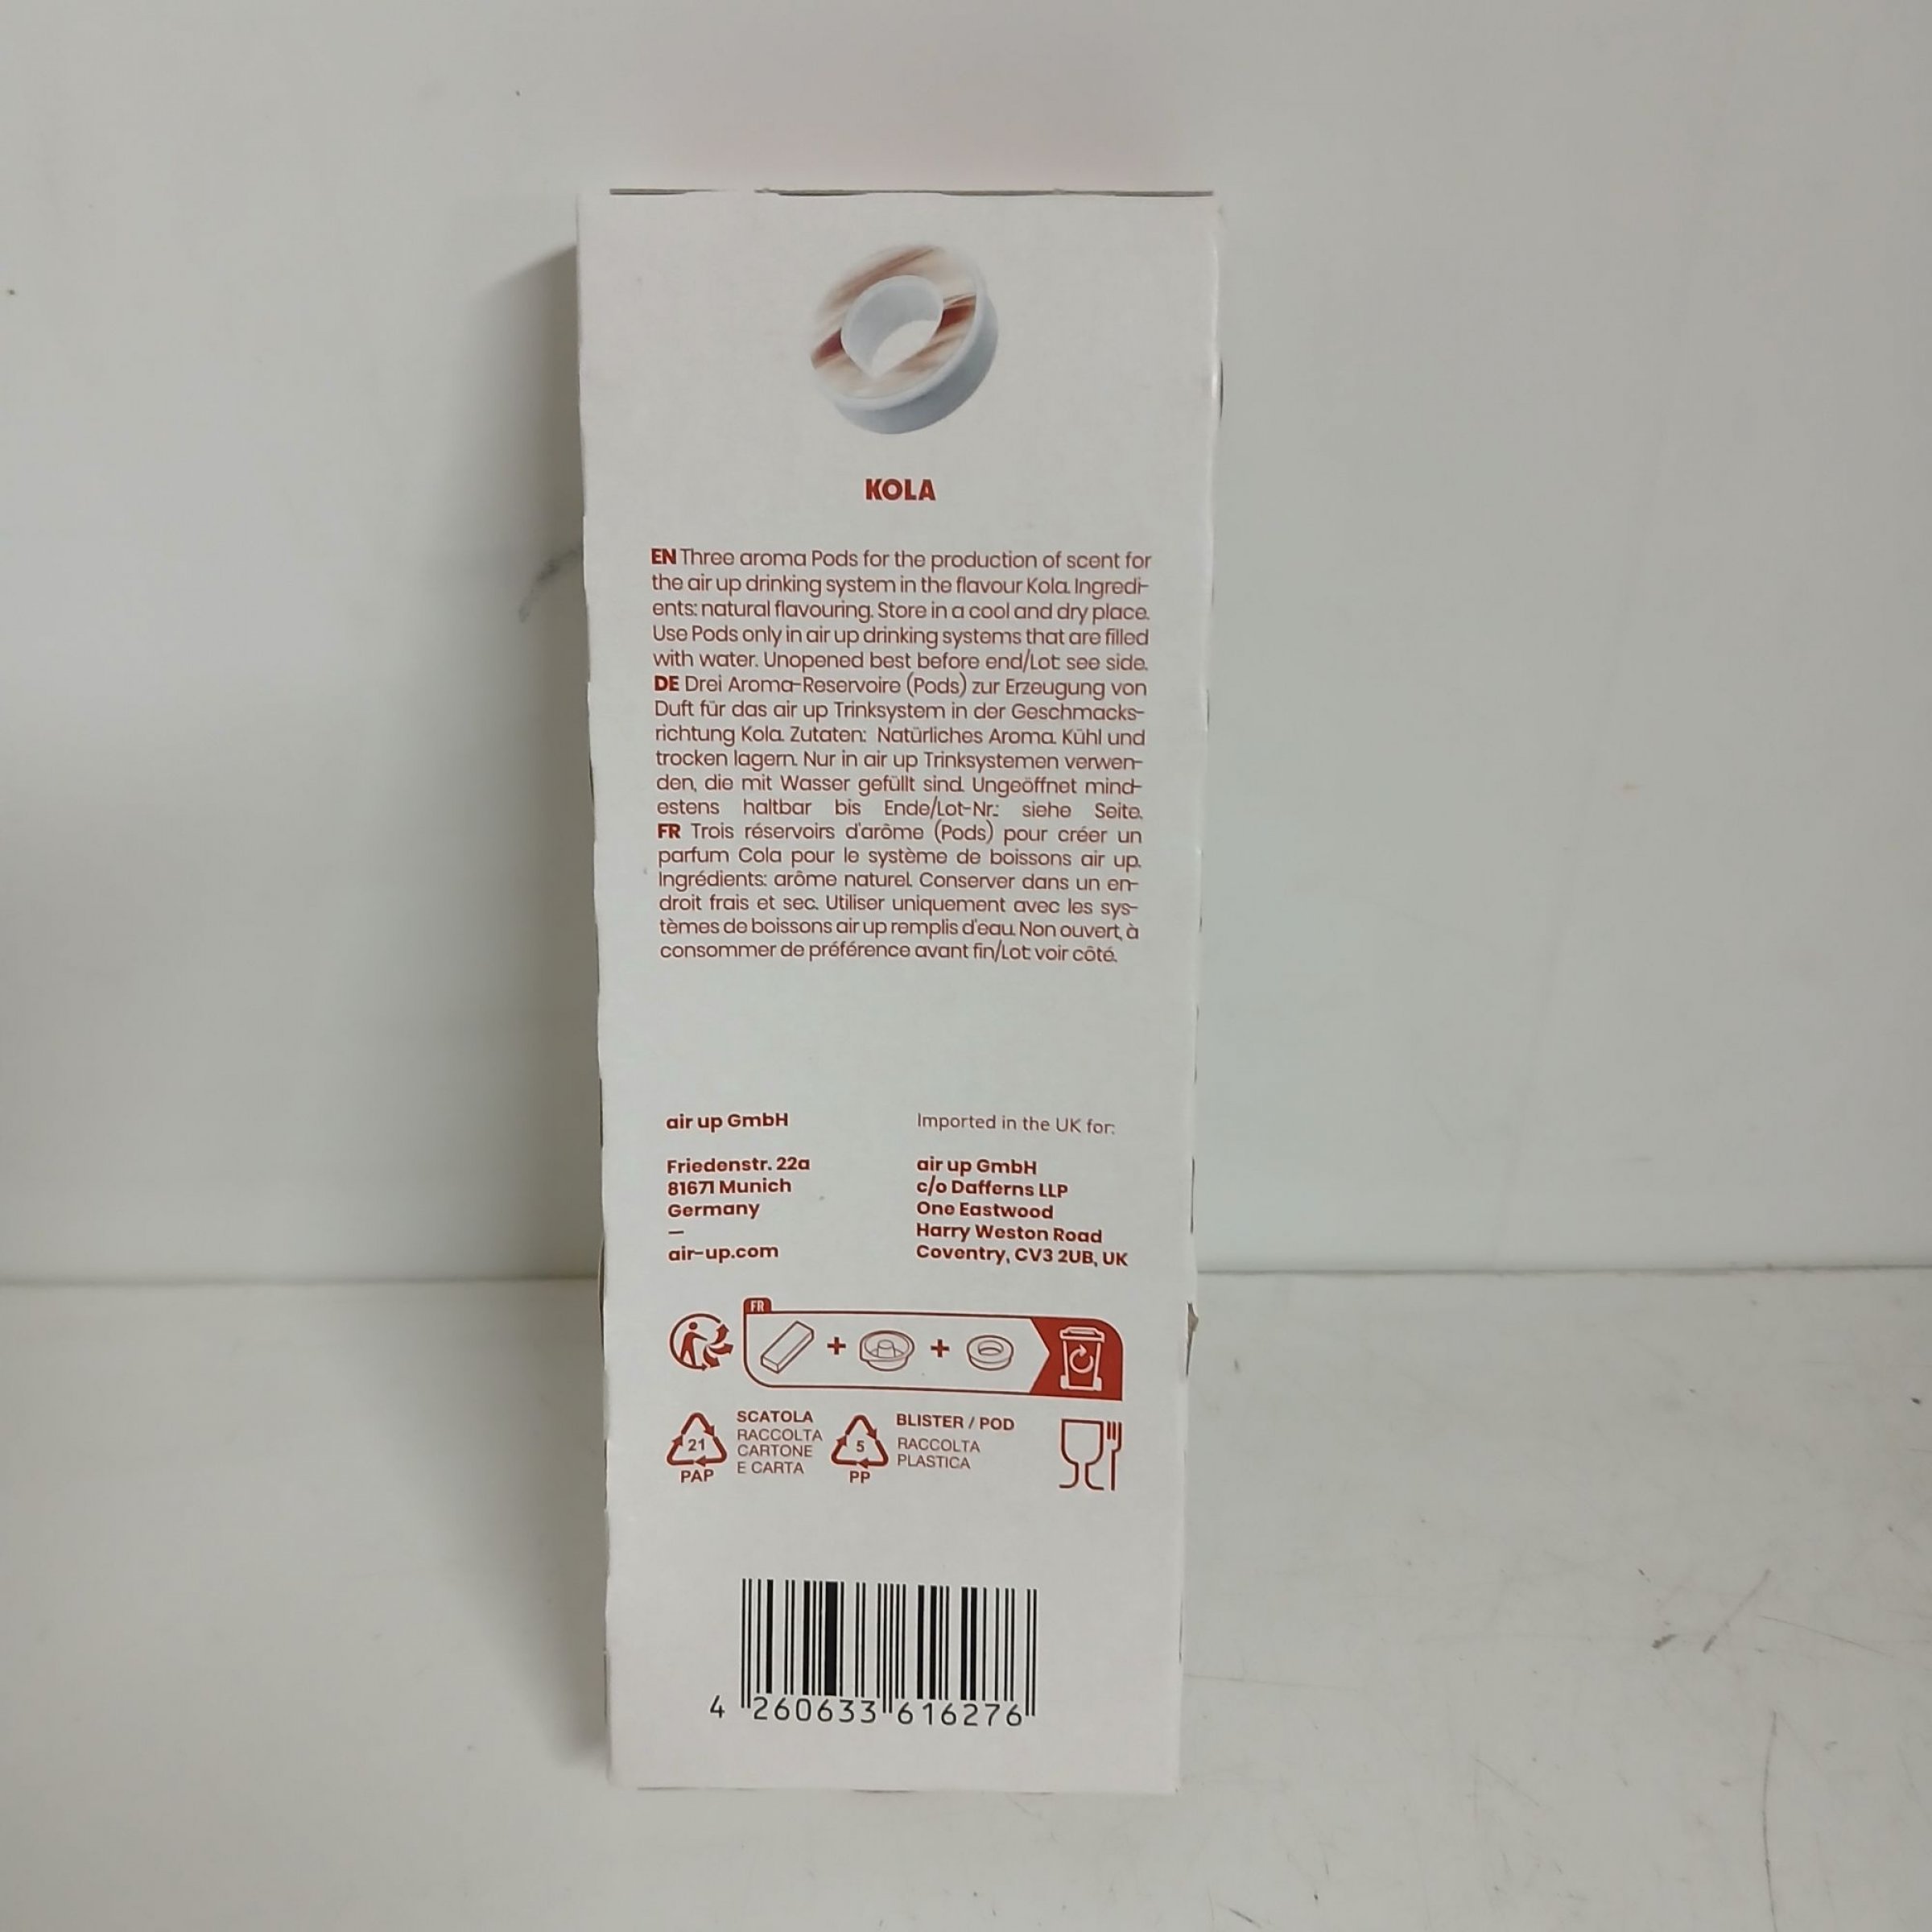 KOLA
EN Three aroma Pods for the production of scent for
the air up drinking system in the flavour Kola. Ingredi-
ents: natural flavouring. Store in a cool and dry place.
Use Pods only in air up drinking systems that are filled
with water. Unopened best before end/Lot: see side.
DE Drei Aroma-Reservoire (Pods) zur Erzeugung von
Duft für das air up Trinksystem in der Geschmacks-
richtung Kola. Zutaten: Natürliches Aroma. Kühl und
trocken lagern. Nur in air up Trinksystemen verwen-
den, die mit Wasser gefüllt sind. Ungeöffnet mind-
estens haltbar bis Ende/Lot-Nr.: siehe Seite.
FR Trois réservoirs d'arôme (Pods) pour créer un
parfum Cola pour le système de boissons air up.
Ingrédients: arôme naturel. Conserver dans un en-
droit frais et sec. Utiliser uniquement avec les sys-
tèmes de boissons air up remplis d'eau. Non ouvert, à
consommer de préférence avant fin/Lot: voir côté.
air up GmbH
Friedenstr. 22a
81671 Munich
Germany
—
air-up.com
Imported in the UK for:
air up GmbH
c/o Dafferns LLP
One Eastwood
Harry Weston Road
Coventry, CV3 2UB, UK
FR
+ +
21
PAP
SCATOLA
RACCOLTA
CARTONE
E CARTA
5
PP
BLISTER / POD
RACCOLTA
PLASTICA
4 260633 616276